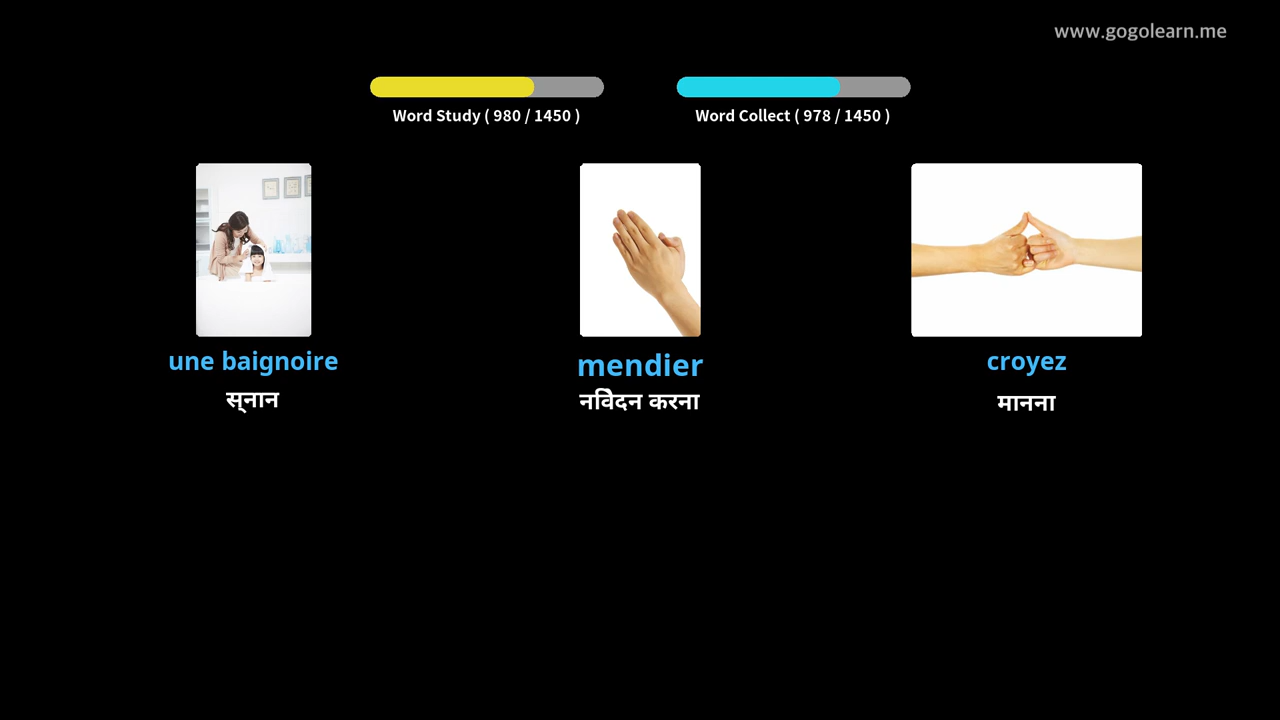 www.gogolearn.me
Word Study ( 980 / 1450 )
Word Collect ( 978 / 1450 )
une baignoire
mendier
croyez
स्नान
निवेदन करना
मानना